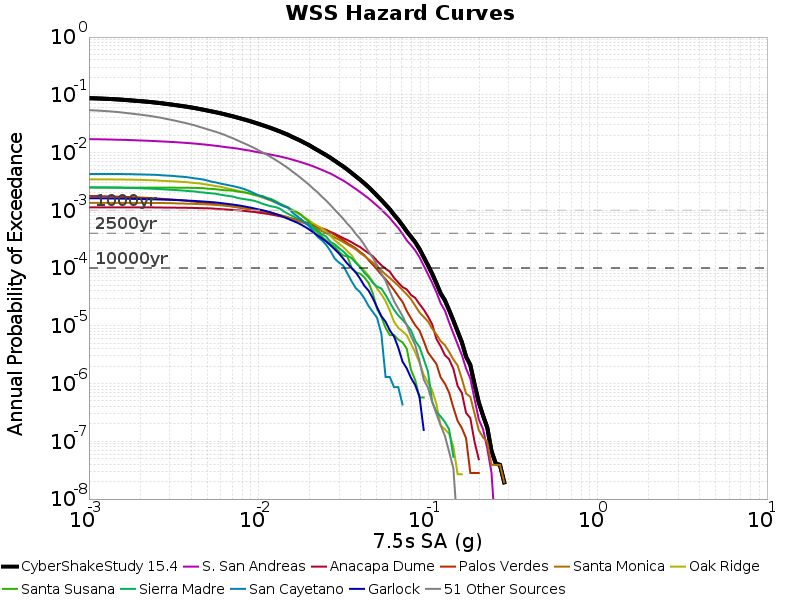 WSS Hazard Curves
Annual Probability of Exceedance
10^0
10^-1
10^-2
10^-3
10^-4
10^-5
10^-6
10^-7
10^-8
1000yr
2500yr
10000yr
10^-3 10^-2 10^-1 10^0 10^1
7.5s SA (g)
CyberShakeStudy 15.4 S. San Andreas Anacapa Dume Palos Verdes Santa Monica Oak Ridge
Santa Susana Sierra Madre San Cayetano Garlock 51 Other Sources